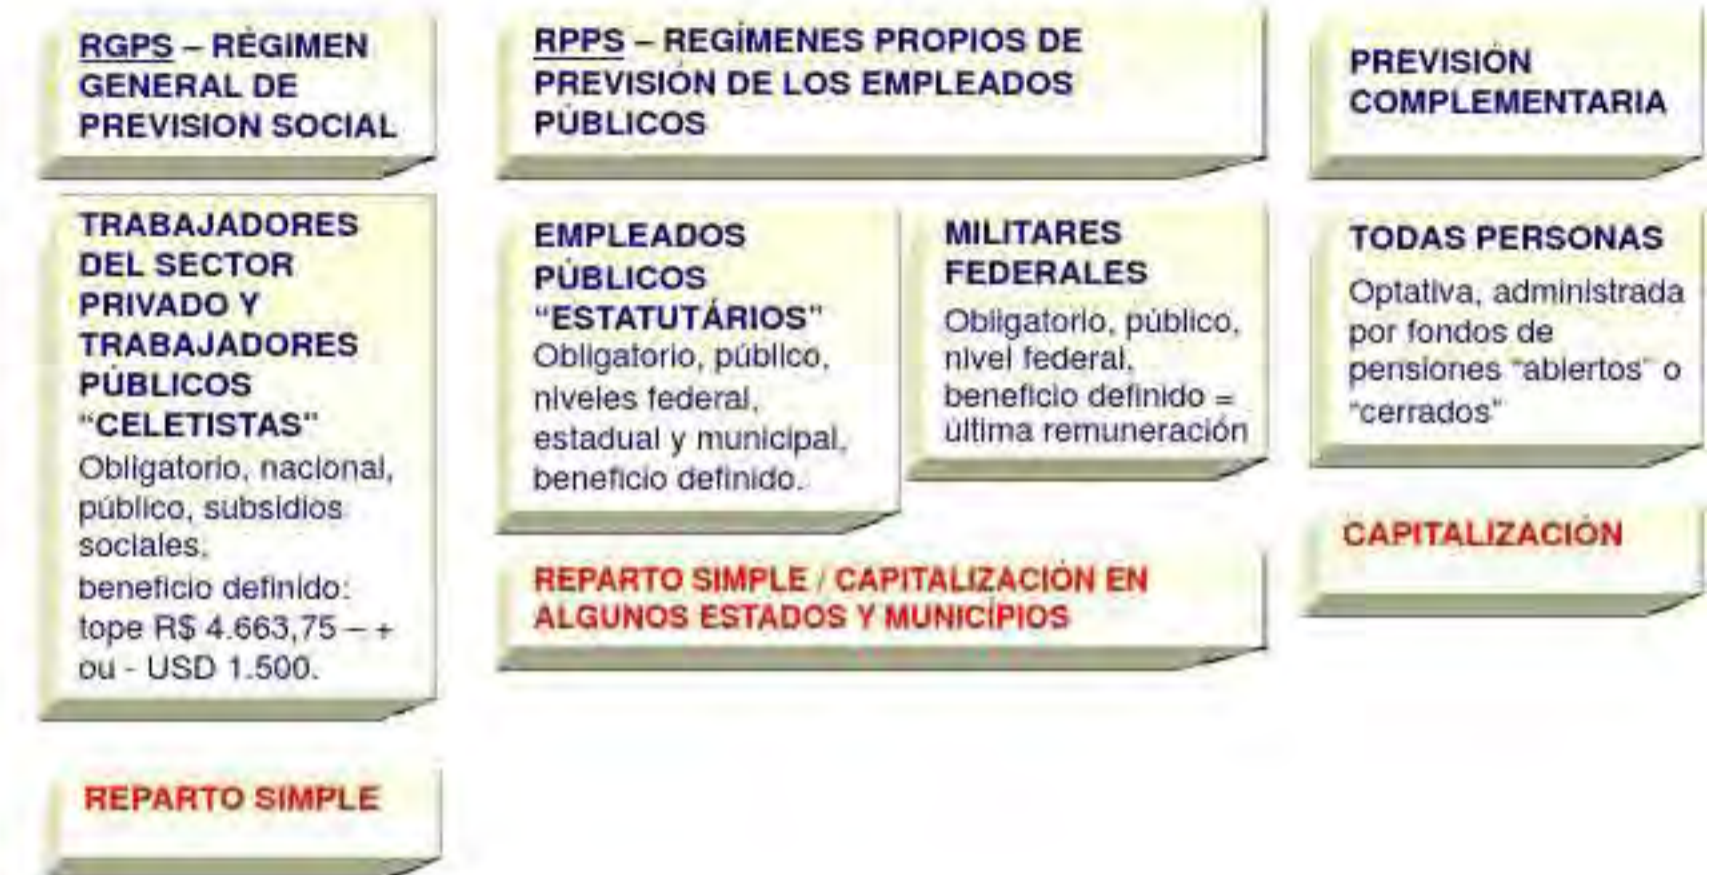 RGPS – RÉGIMEN
GENERAL DE
PREVISION SOCIAL
TRABAJADORES
DEL SECTOR
PRIVADO Y
TRABAJADORES
PÚBLICOS
“CELETISTAS”
Obligatorio, nacional,
público, subsidios
sociales,
beneficio definido:
tope R$ 4.663,75 – +
ou - USD 1.500.
REPARTO SIMPLE
RPPS – REGÍMENES PROPIOS DE
PREVISIÓN DE LOS EMPLEADOS
PÚBLICOS
EMPLEADOS
PÚBLICOS
“ESTATUTÁRIOS”
Obligatorio, público,
niveles federal,
estadual y municipal,
beneficio definido.
MILITARES
FEDERALES
Obligatorio, público,
nivel federal,
beneficio definido =
última remuneración
REPARTO SIMPLE / CAPITALIZACIÓN EN
ALGUNOS ESTADOS Y MUNICÍPIOS
PREVISIÓN
COMPLEMENTARIA
TODAS PERSONAS
Optativa, administrada
por fondos de
pensiones “abiertos” o
“cerrados”
CAPITALIZACIÓN